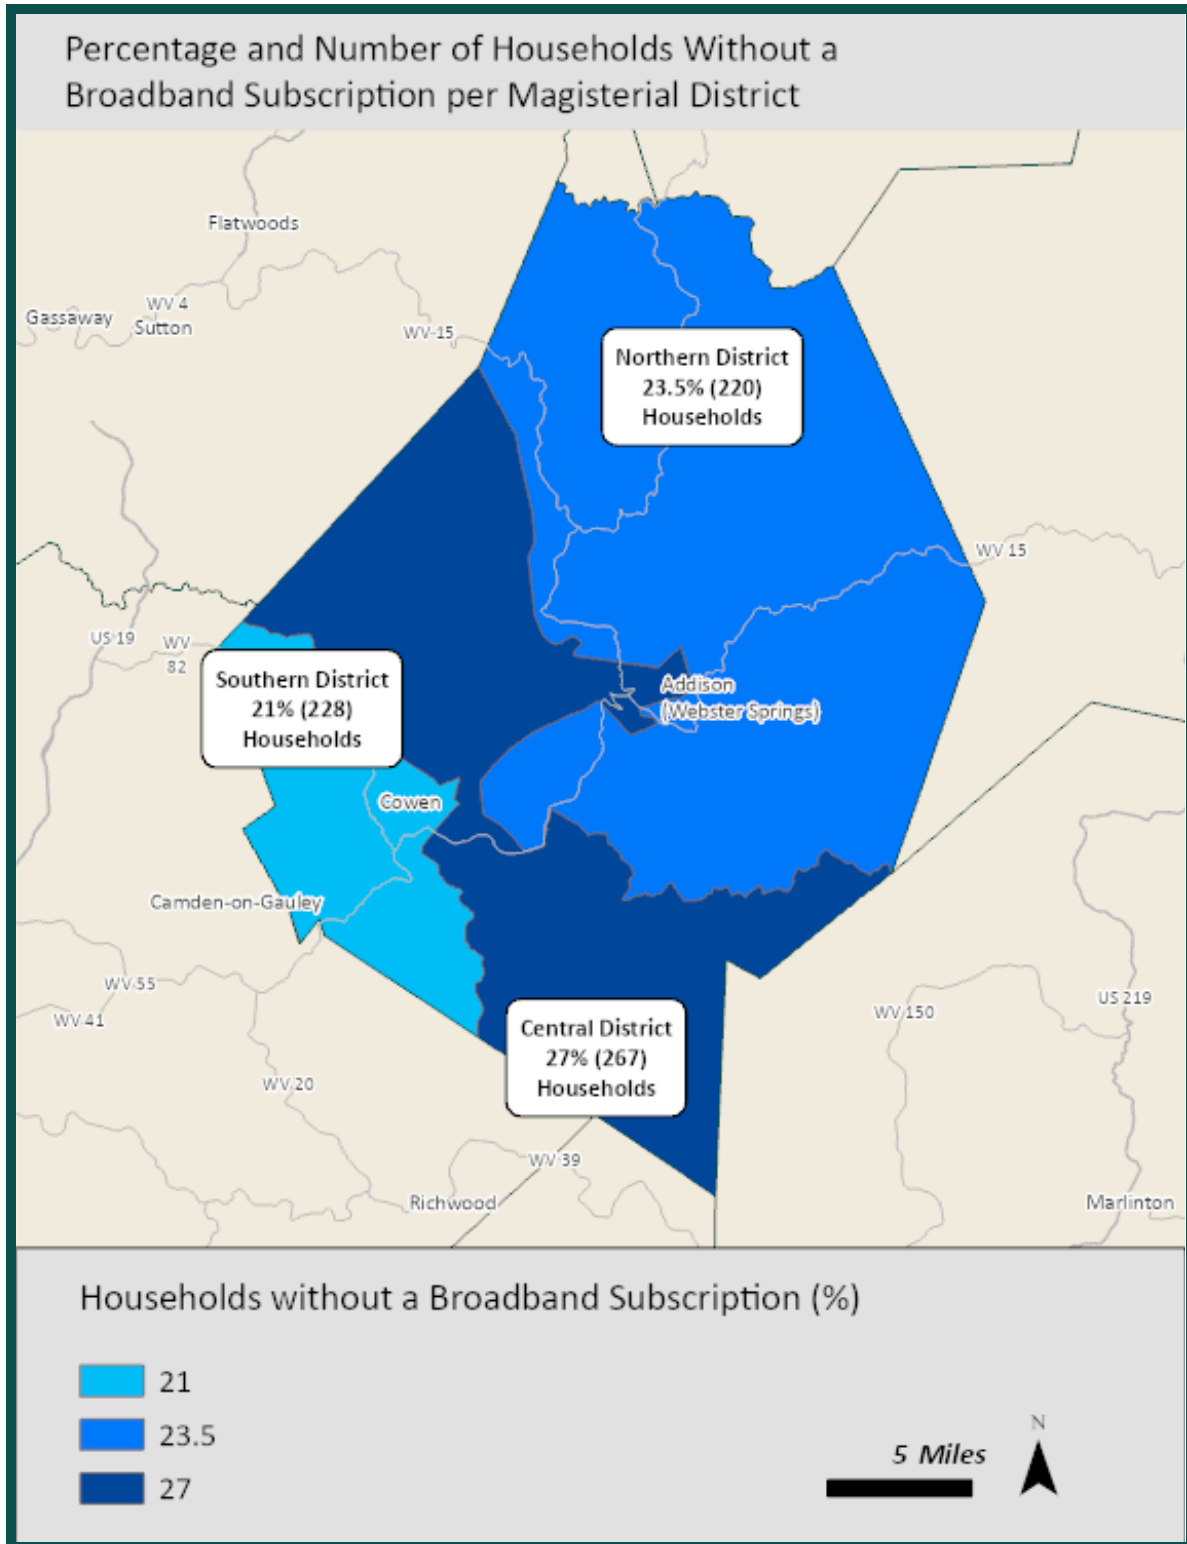 Percentage and Number of Households Without a
Broadband Subscription per Magisterial District
Flatwoods
WV 4
Gassaway
Sutton
WV-15
Northern District
23.5% (220)
Households
WV 15
US 19
WV
82
Southern District
21% (228)
Households
Addison
(Webster Springs)
Cowen
Camden-on-Gauley
WV-55
WV-41
WV-20
Central District
27% (267)
Households
WV 150
US 219
WV-39
Richwood
Marlinton
Households without a Broadband Subscription (%)
21
23.5
27
5 Miles
N